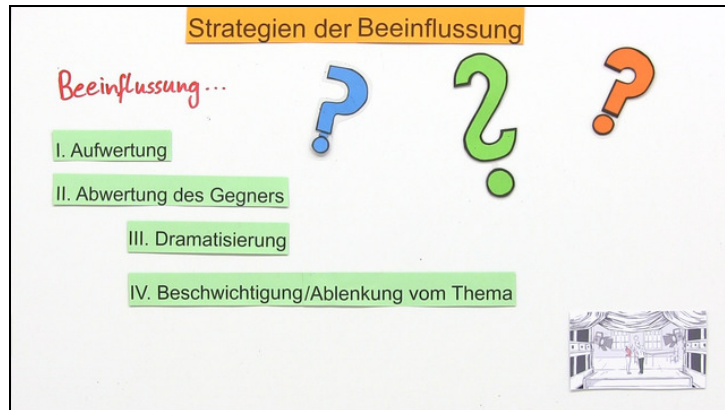 Strategien der Beeinflussung
Beeinflussung...
I. Aufwertung
II. Abwertung des Gegners
III. Dramatisierung
IV. Beschwichtigung/Ablenkung vom Thema